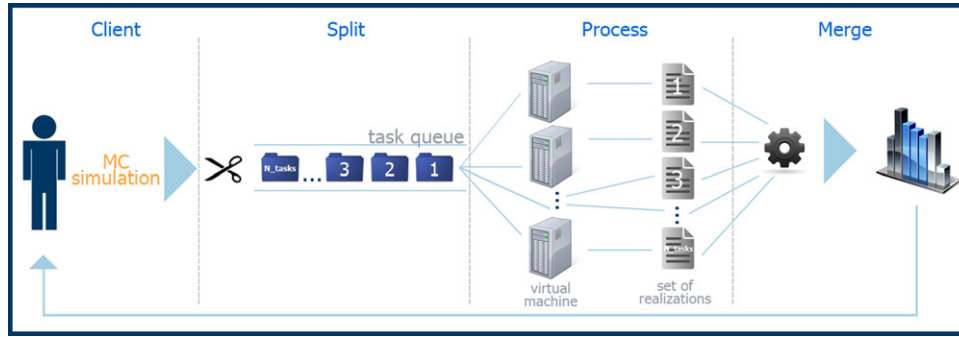 Client
Split
Process
Merge
MC
simulation
task queue
N_tasks
...
3
2
1
1
2
3
N_tasks
virtual
machine
set of
realizations